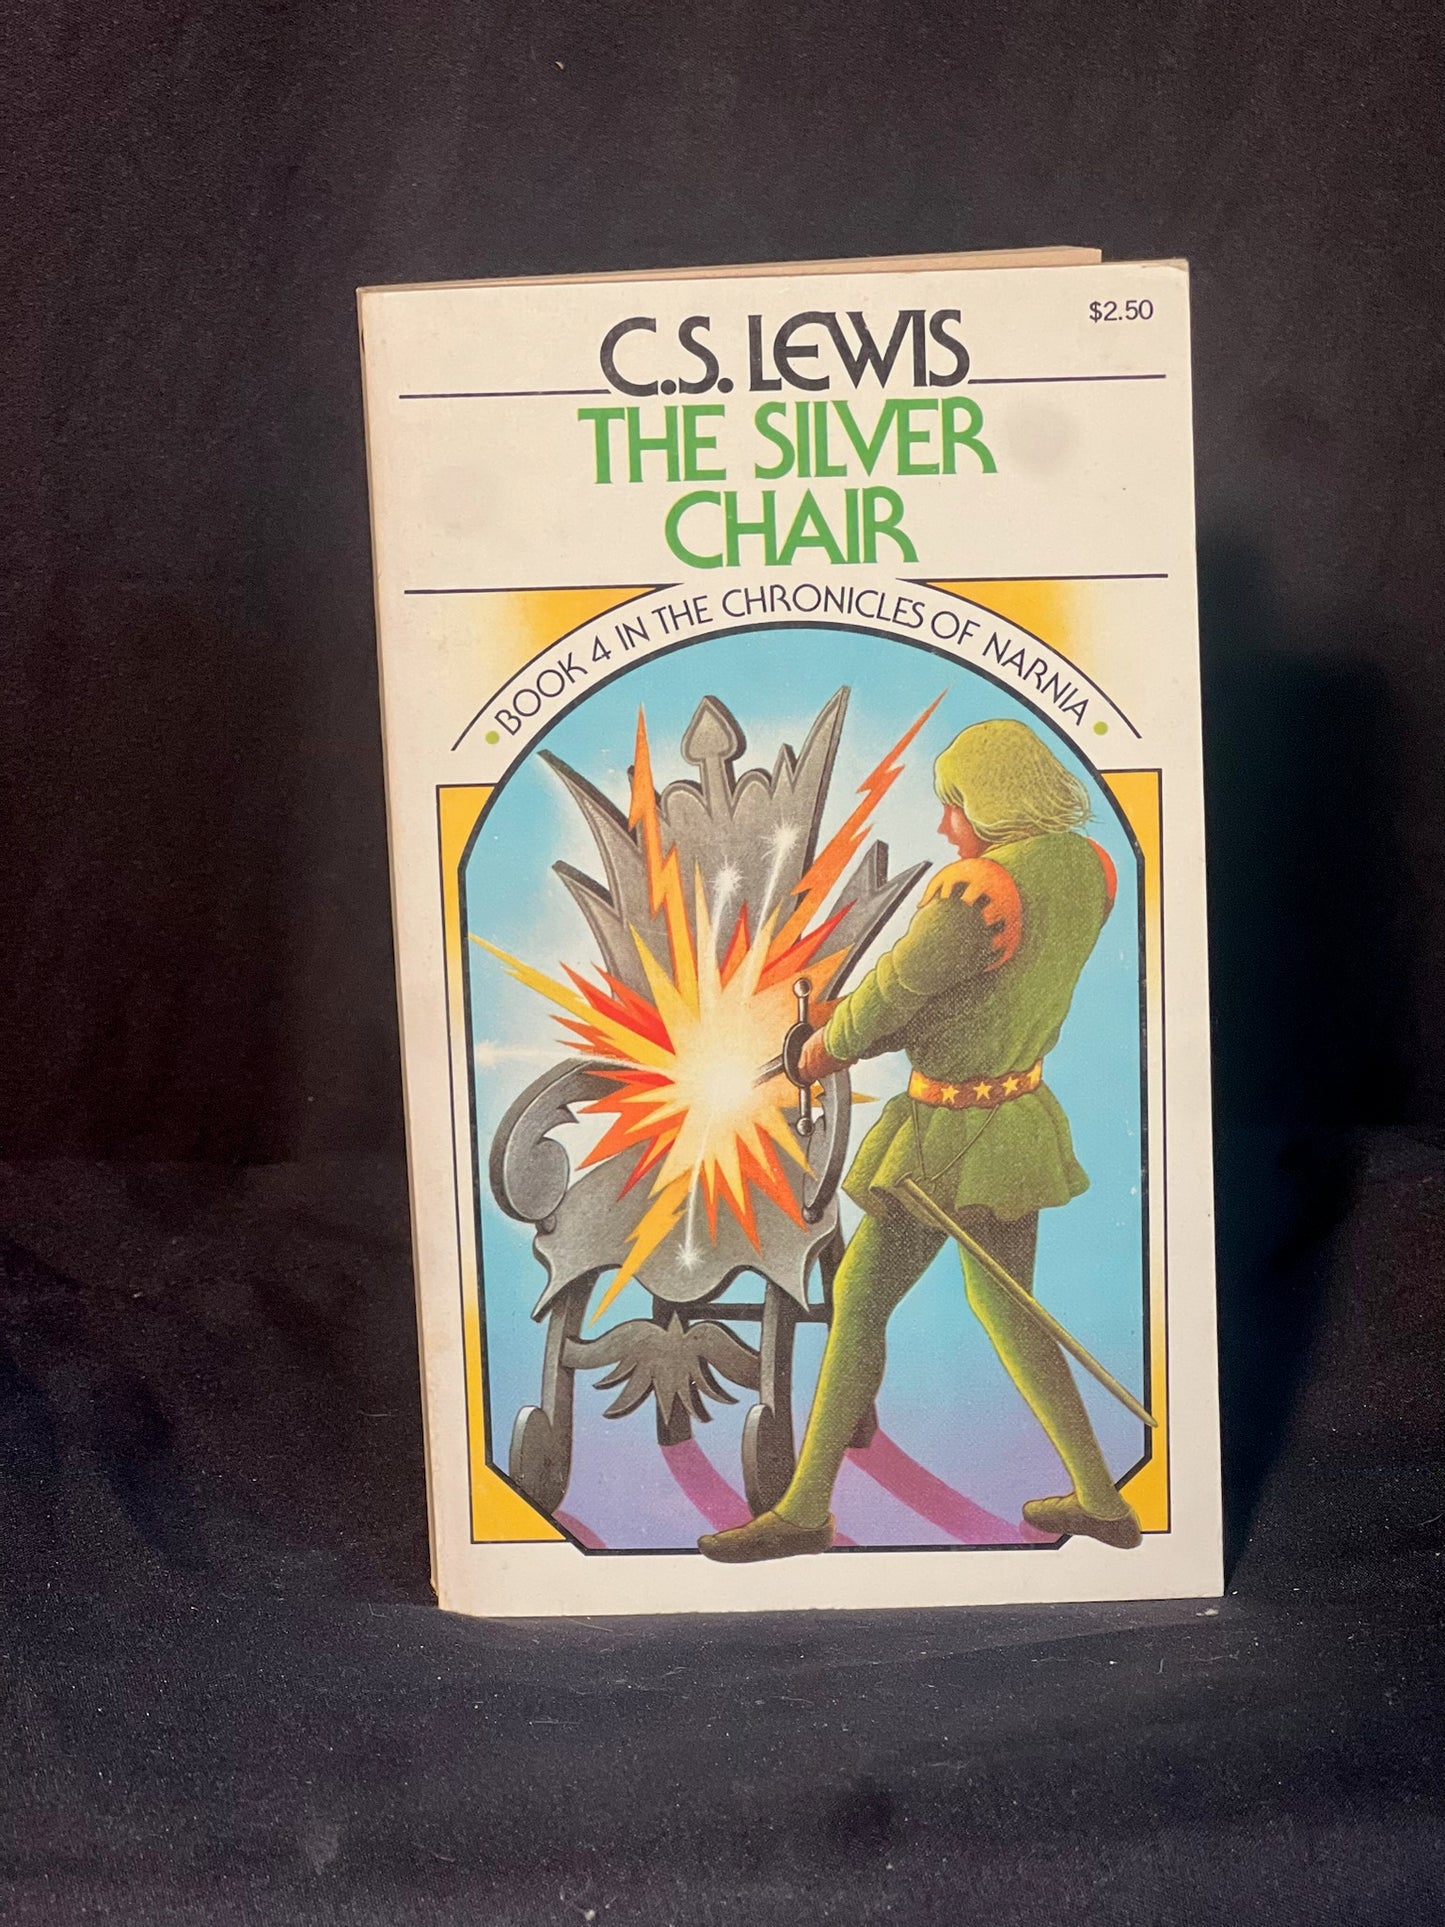 $2.50
C.S. LEWIS
THE SILVER
CHAIR
• BOOK 4 IN THE CHRONICLES OF NARNIA •